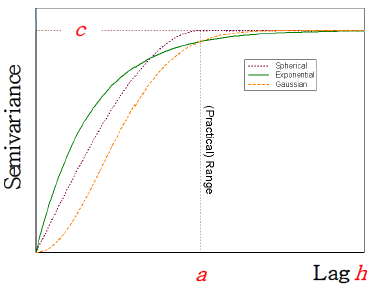 c
Spherical
Exponential
Gaussian
Semivariance
(Practical) Range
a
Lag h